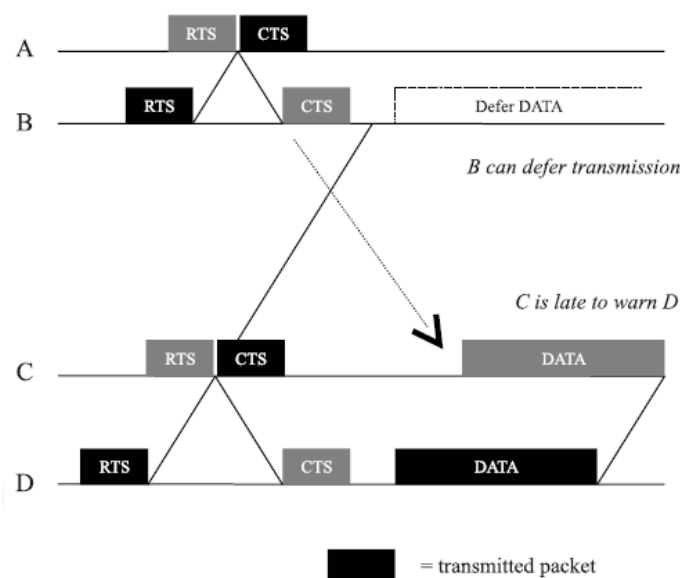 RTS CTS
A
RTS CTS Defer DATA
B
B can defer transmission
C is late to warn D
RTS CTS DATA
C
RTS CTS DATA
D
= transmitted packet